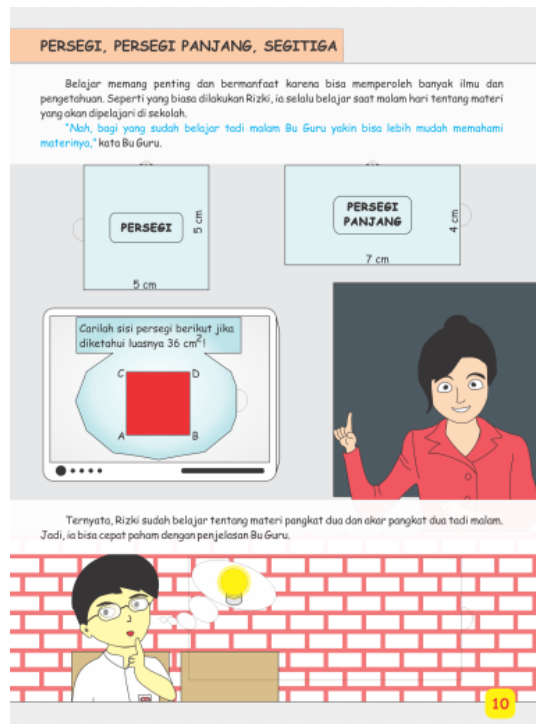 PERSEGI, PERSEGI PANJANG, SEGITIGA
Belajar memang penting dan bermanfaat karena bisa memperoleh banyak ilmu dan
pengetahuan. Seperti yang biasa dilakukan Rizki, ia selalu belajar saat malam hari tentang materi
yang akan dipelajari di sekolah.
"Nah, bagi yang sudah belajar tadi malam Bu Guru yakin bisa lebih mudah memahami
materinya," kata Bu Guru.
PERSEGI
5 cm
5 cm
PERSEGI
PANJANG
4 cm
7 cm
Carilah sisi persegi berikut jika
diketahui luasnya 36 cm²!
C D
A B
Ternyata, Rizki sudah belajar tentang materi pangkat dua dan akar pangkat dua tadi malam.
Jadi, ia bisa cepat paham dengan penjelasan Bu Guru.
10